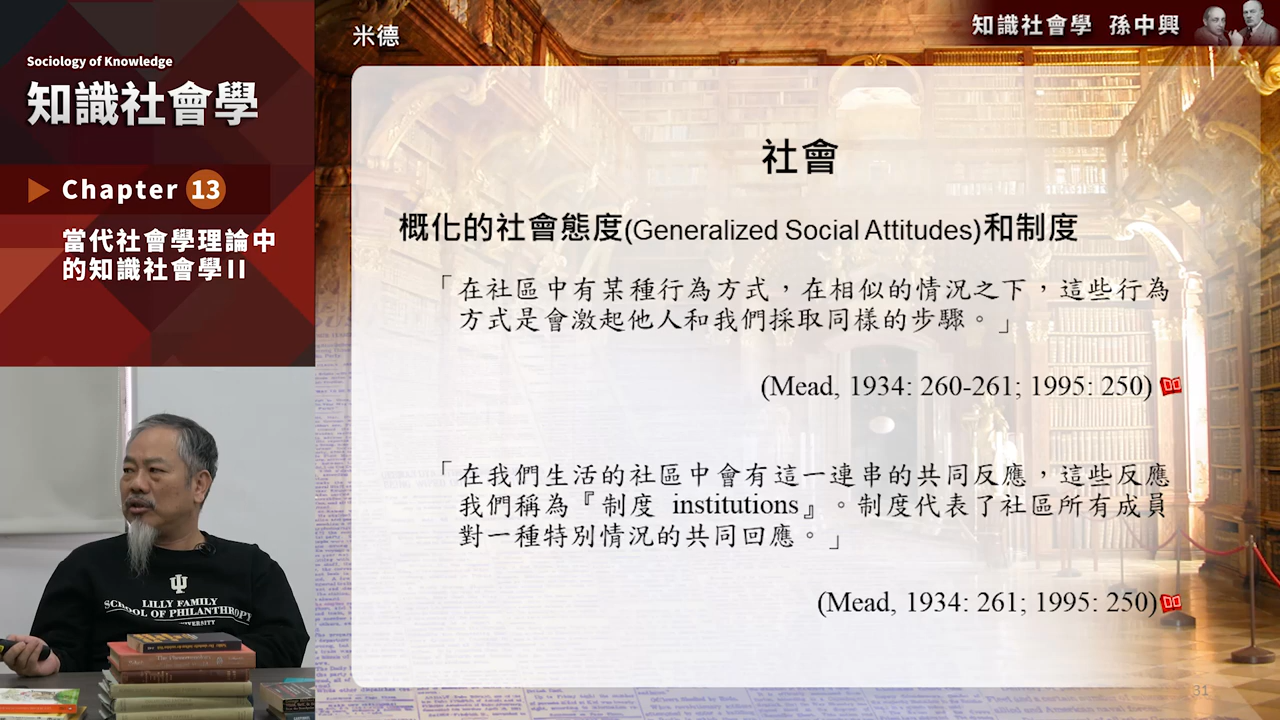 Sociology of Knowledge
知識社會學
Chapter 13
當代社會學理論中
的知識社會學II
米德
知識社會學 孫中興
社會
概化的社會態度(Generalized Social Attitudes)和制度
「在社區中有某種行為方式，在相似的情況之下，這些行為
方式是會激起他人和我們採取同樣的步驟。」
(Mead, 1934: 260-261; 1995: 250)
「在我們生活的社區中會有這一連串的共同反應，這些反應
我們稱為『制度 institutions』。制度代表了社區所有成員
對一種特別情況的共同回應。」
(Mead, 1934: 261; 1995: 250)
31
LILLY FAMILY
SCHOOL OF PHILANTHROPY